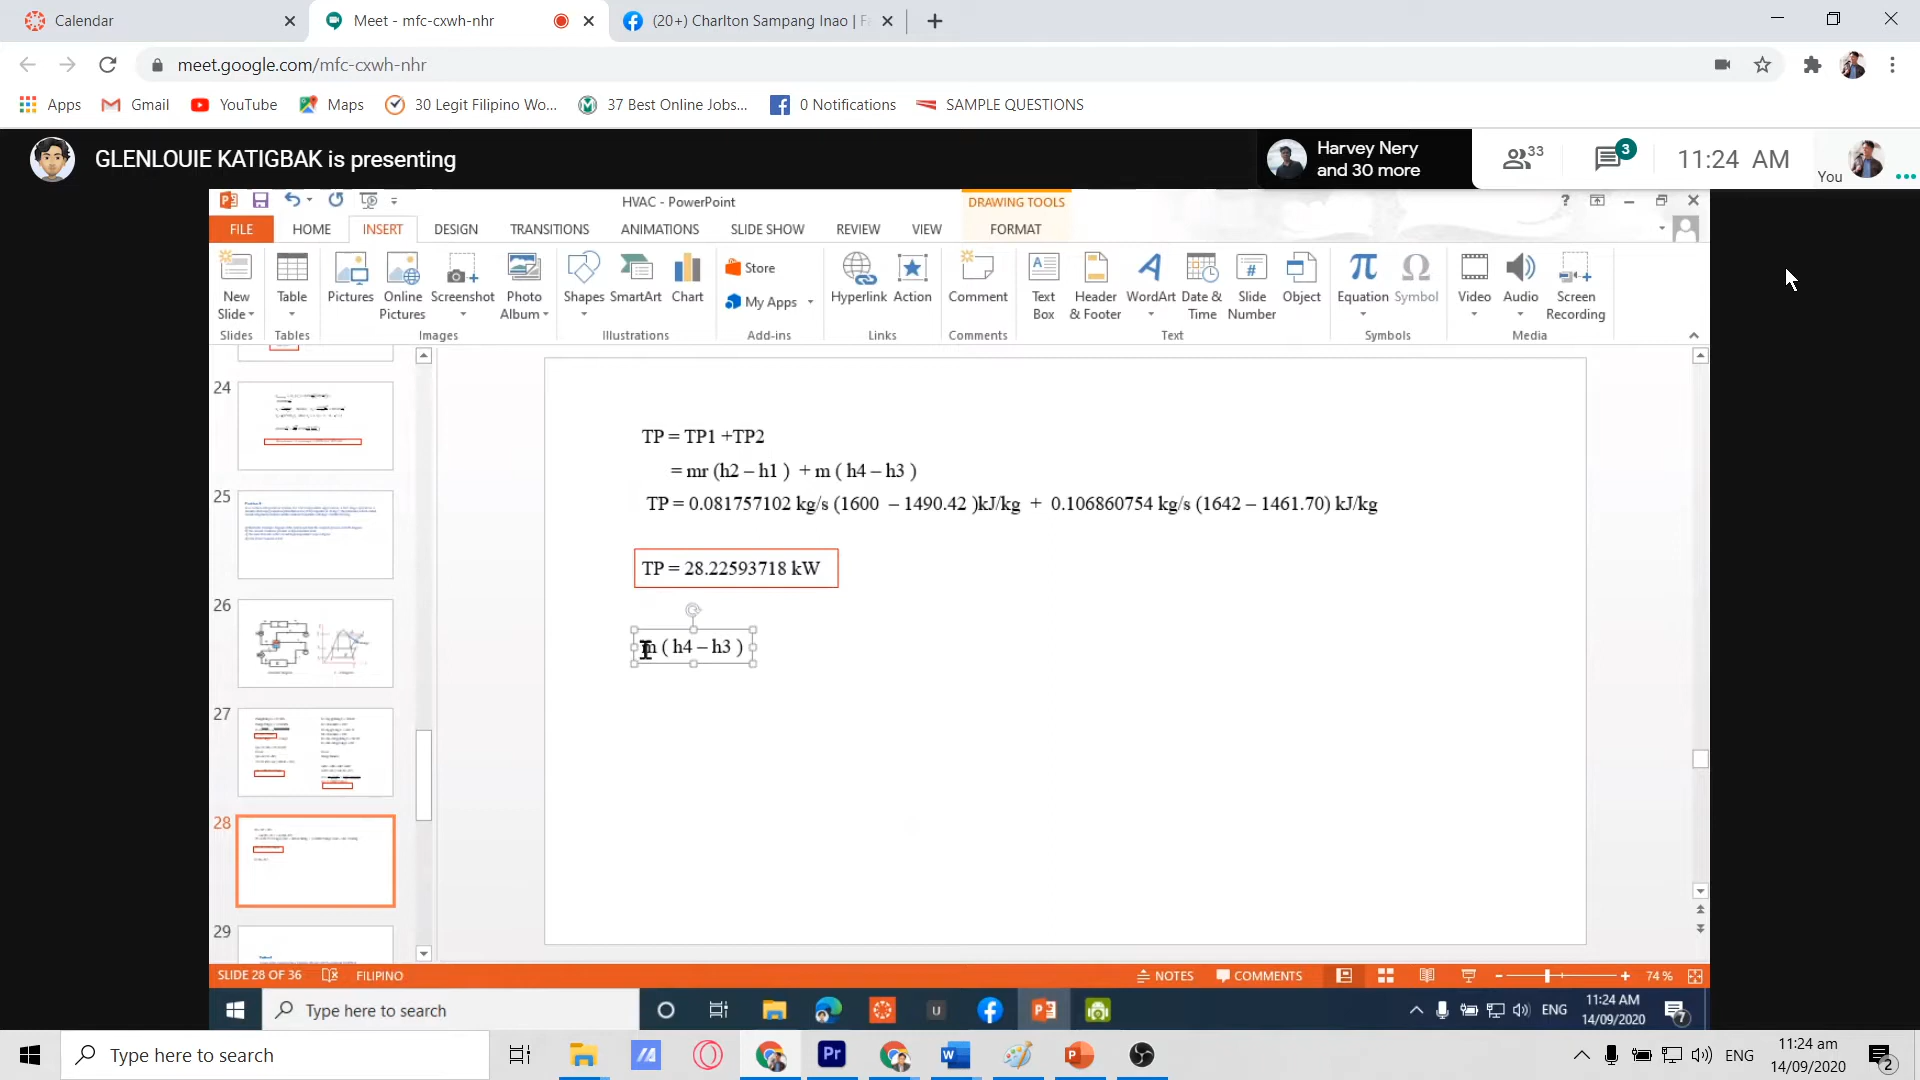 Calendar
Meet - mfc-cxwh-nhr
(20+) Charlton Sampang Inao | F
meet.google.com/mfc-cxwh-nhr
Apps
Gmail
YouTube
Maps
30 Legit Filipino Wo...
37 Best Online Jobs...
0 Notifications
SAMPLE QUESTIONS
GLENLOUIE KATIGBAK is presenting
Harvey Nery
and 30 more
33
3
11:24 AM
You
HVAC - PowerPoint
DRAWING TOOLS
FILE
HOME
INSERT
DESIGN
TRANSITIONS
ANIMATIONS
SLIDE SHOW
REVIEW
VIEW
FORMAT
New
Slide
Table
Pictures
Online
Pictures
Screenshot
Photo
Album
Shapes
SmartArt
Chart
Store
My Apps
Hyperlink
Action
Comment
Text
Box
Header
& Footer
WordArt
Date &
Time
Slide
Number
Object
Equation
Symbol
Video
Audio
Screen
Recording
Slides
Tables
Images
Illustrations
Add-ins
Links
Comments
Text
Symbols
Media
24
25
26
27
28
29
TP = TP1 +TP2
= mr (h2 – h1 ) + m ( h4 – h3 )
TP = 0.081757102 kg/s (1600 – 1490.42 )kJ/kg + 0.106860754 kg/s (1642 – 1461.70) kJ/kg
TP = 28.22593718 kW
m ( h4 – h3 )
SLIDE 28 OF 36
FILIPINO
NOTES
COMMENTS
74 %
Type here to search
ENG
11:24 AM
14/09/2020
7
Type here to search
ENG
11:24 am
14/09/2020
2